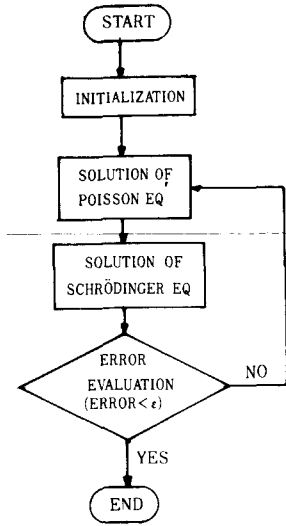 START
INITIALIZATION
SOLUTION OF
POISSON EQ
SOLUTION OF
SCHRÖDINGER EQ
ERROR
EVALUATION
(ERROR<ε)
NO
YES
END